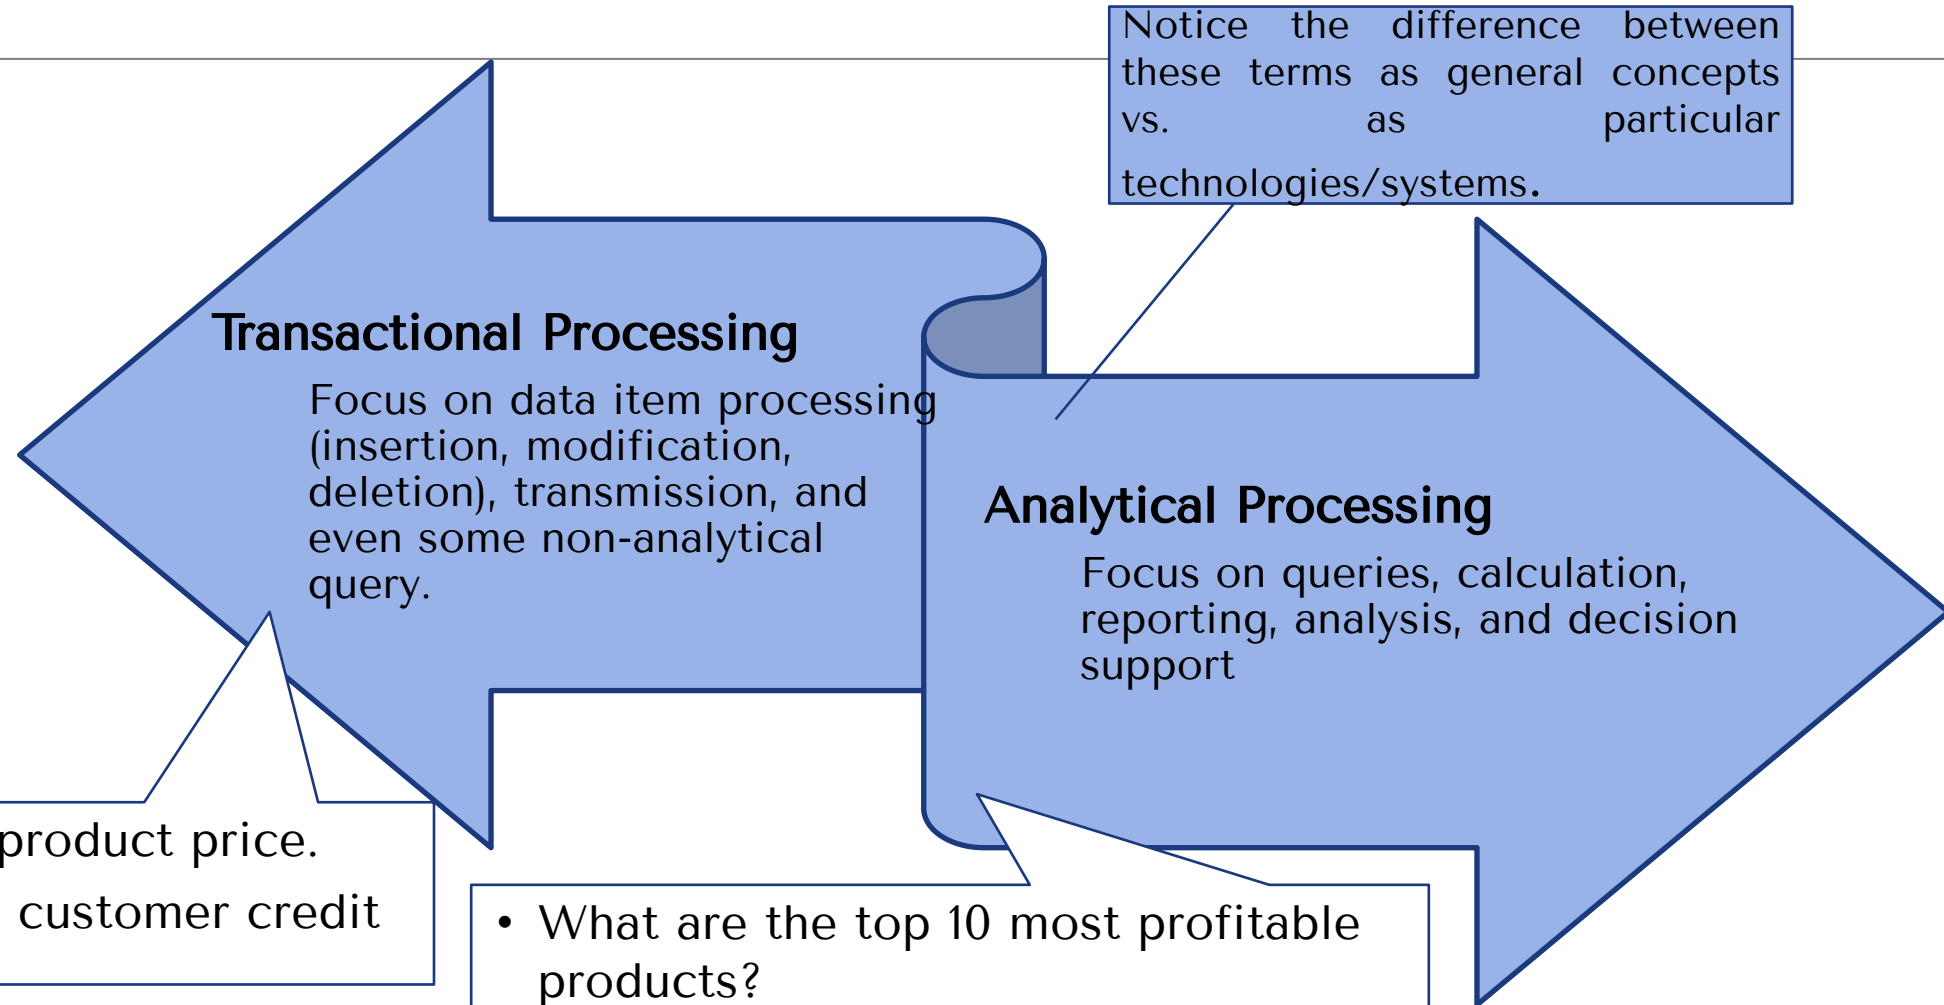 Notice the difference between
these terms as general concepts
vs. as particular
technologies/systems.
Transactional Processing
Focus on data item processing
(insertion, modification,
deletion), transmission, and
even some non-analytical
query.
Analytical Processing
Focus on queries, calculation,
reporting, analysis, and decision
support
product price.
customer credit
• What are the top 10 most profitable
products?